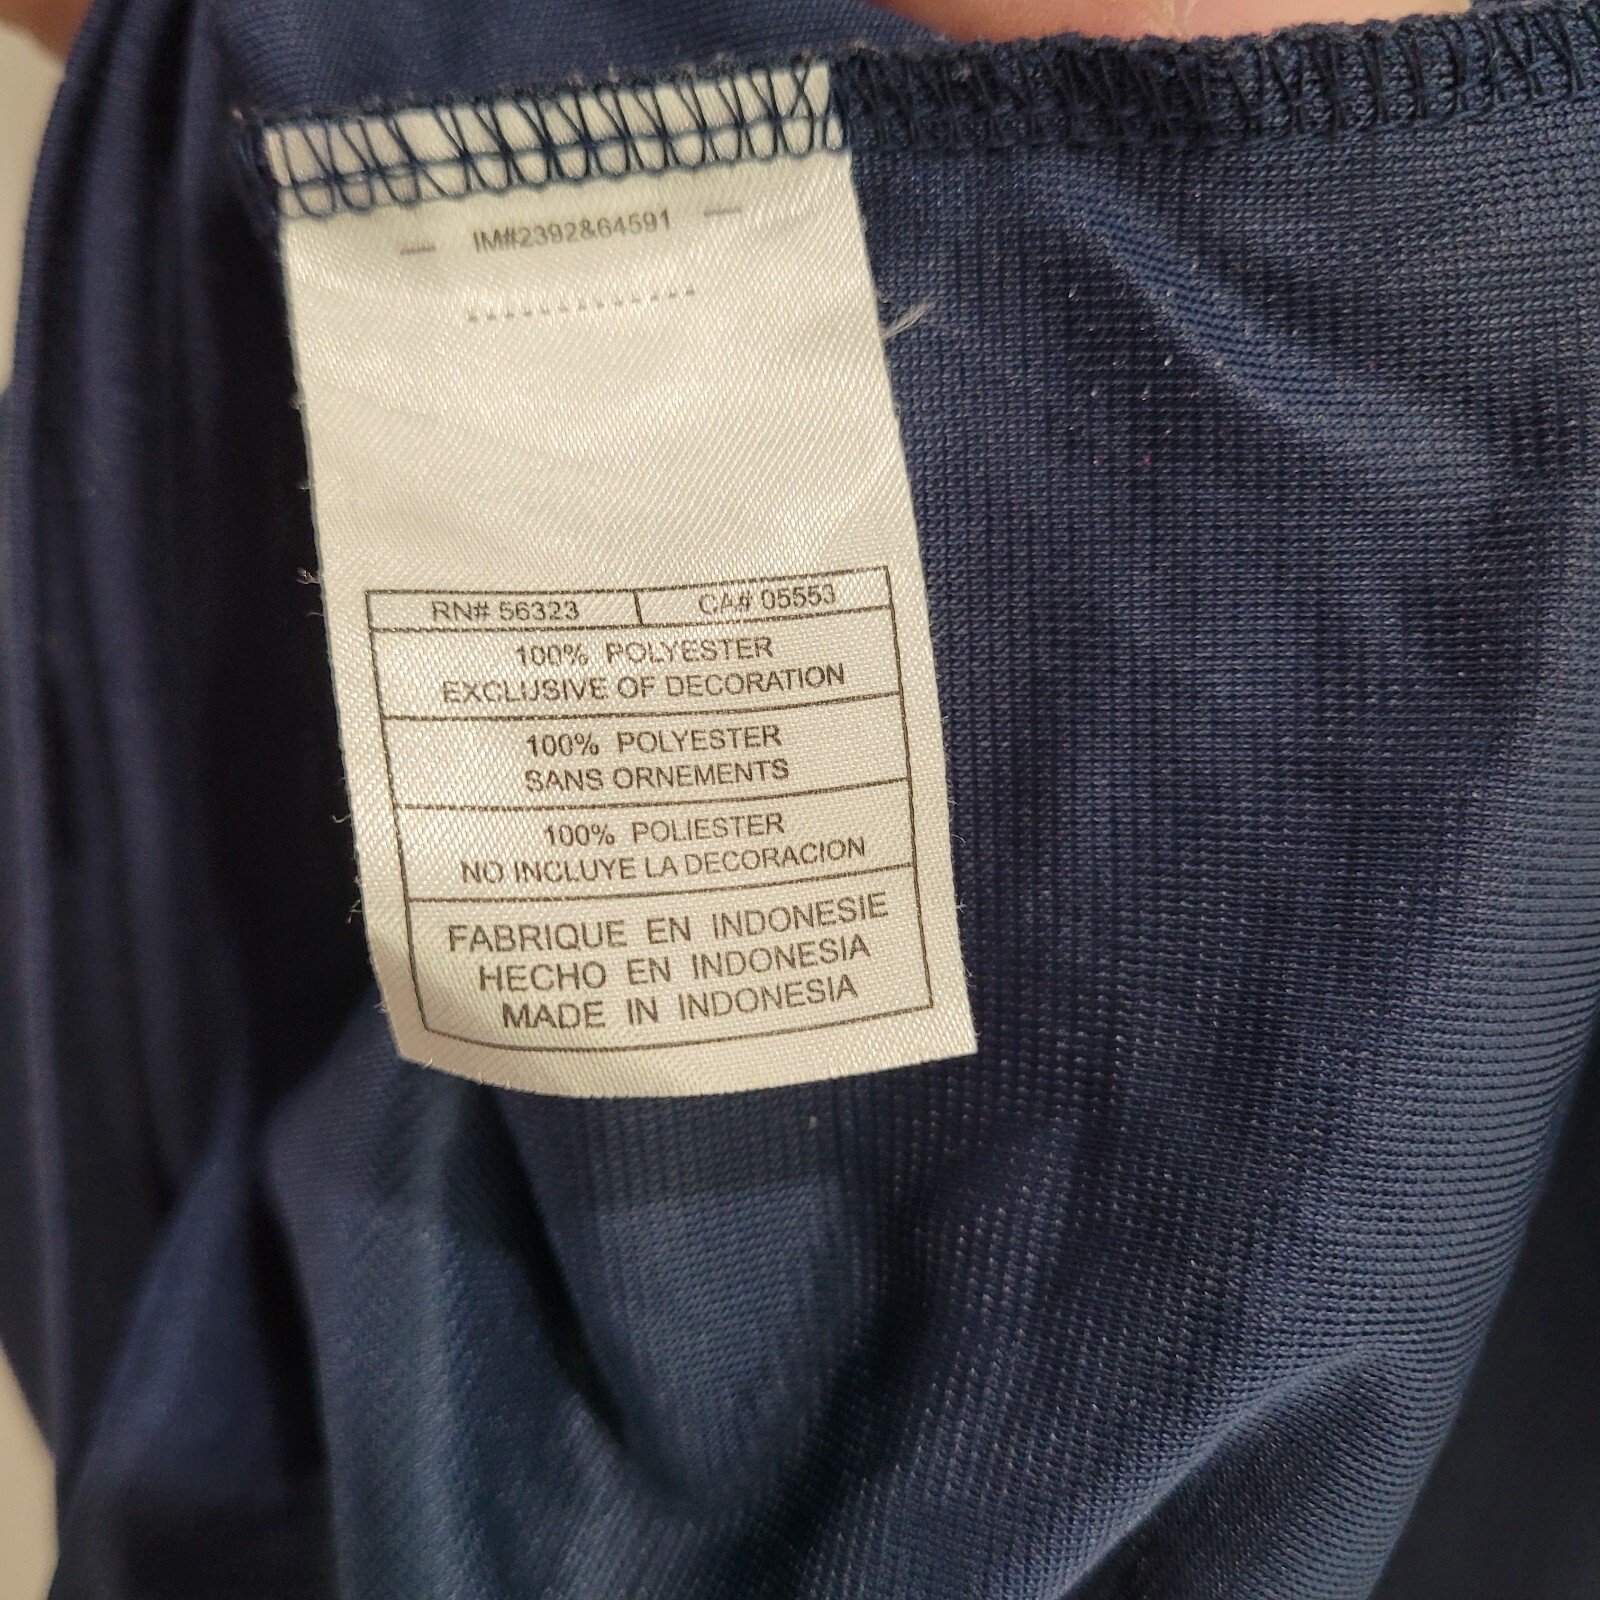 IM#2392&64591
RN# 56323
CA# 05553
100% POLYESTER
EXCLUSIVE OF DECORATION
100% POLYESTER
SANS ORNEMENTS
100% POLIESTER
NO INCLUYE LA DECORACION
FABRIQUE EN INDONESIE
HECHO EN INDONESIA
MADE IN INDONESIA